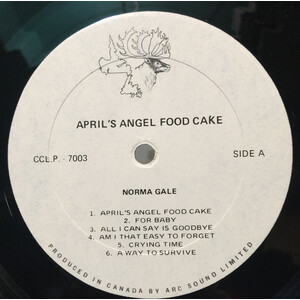 APRIL'S ANGEL FOOD CAKE
CCL.P. - 7003 SIDE A
NORMA GALE
1. APRIL'S ANGEL FOOD CAKE
2. FOR BABY
3. ALL I CAN SAY IS GOODBYE
4. AM I THAT EASY TO FORGET
5. CRYING TIME
6. A WAY TO SURVIVE
PRODUCED IN CANADA BY ARC SOUND LIMITED